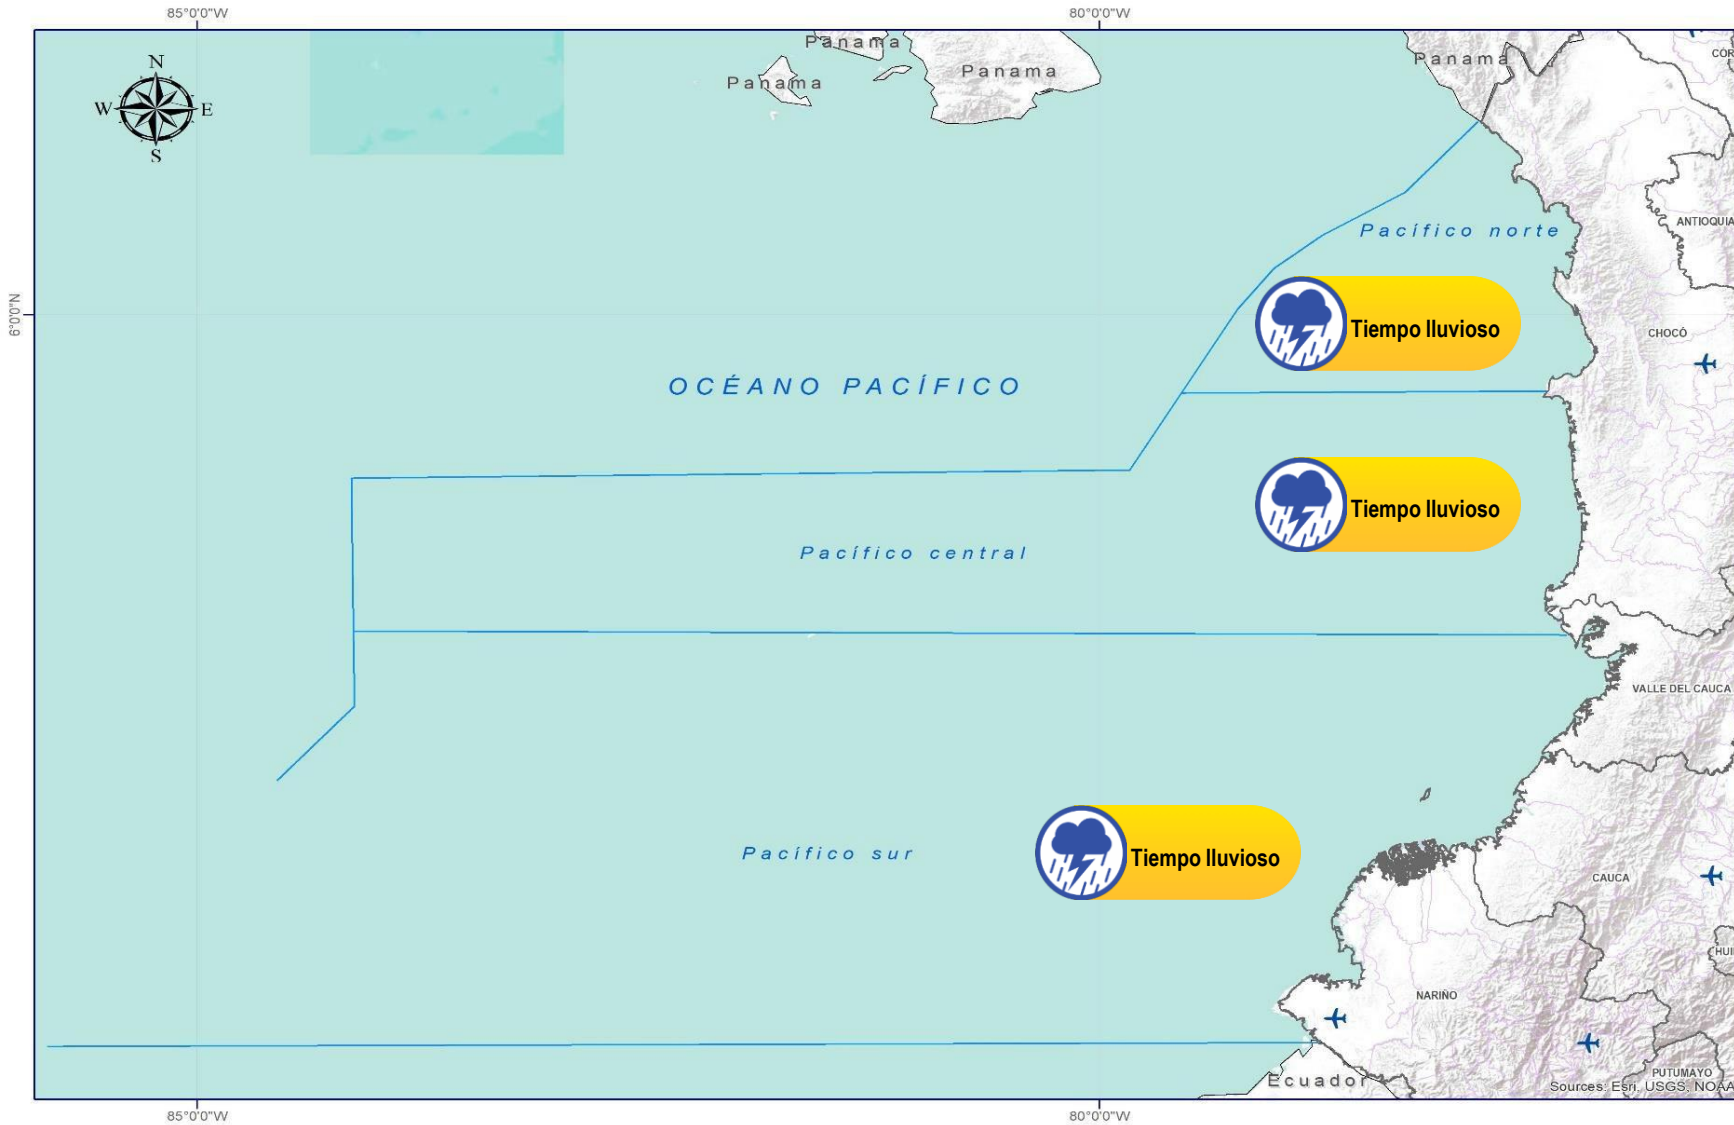 85°0'0"W
80°0'0"W
Panama
Panama
Panama
Panama
N
W
E
S
ANTIOQUIA
Pacífico norte
6°0'0"N
Tiempo lluvioso
CHOCÓ
OCÉANO PACÍFICO
Tiempo lluvioso
Pacífico central
VALLE DEL CAUCA
Pacífico sur
Tiempo lluvioso
CAUCA
NARIÑO
PUTUMAYO
Ecuador
Sources: Esri, USGS, NOAA
85°0'0"W
80°0'0"W